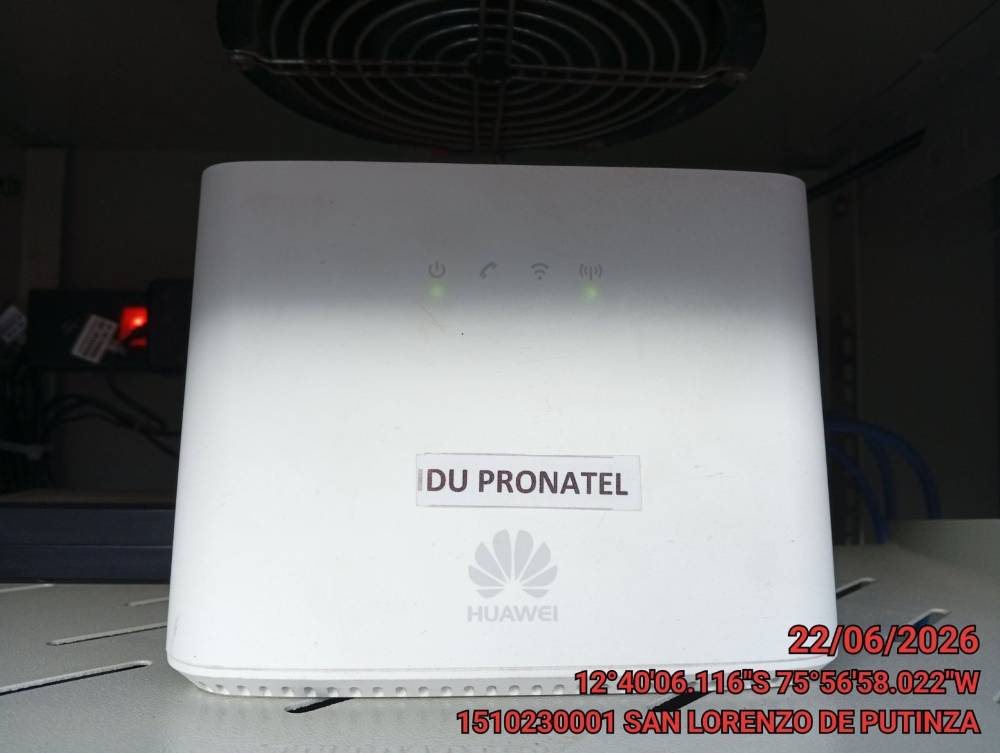 IDU PRONATEL
HUAWEI
22/06/2026
12°40'06.116"S 75°56'58.022"W
1510230001 SAN LORENZO DE PUTINZA